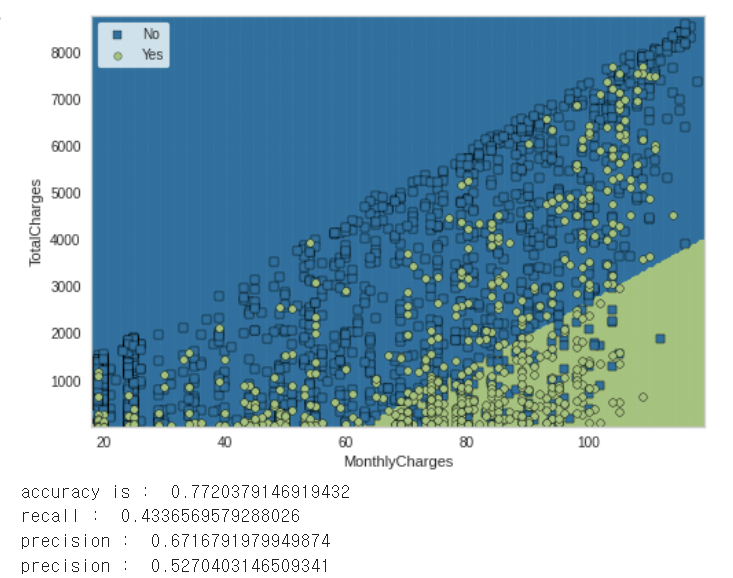 No
Yes
8000
7000
6000
5000
4000
3000
2000
1000
TotalCharges
20 40 60 80 100
MonthlyCharges
accuracy is :  0.7720379146919432
recall :  0.4336569579288026
precision :  0.6716791979949874
precision :  0.5270403146509341